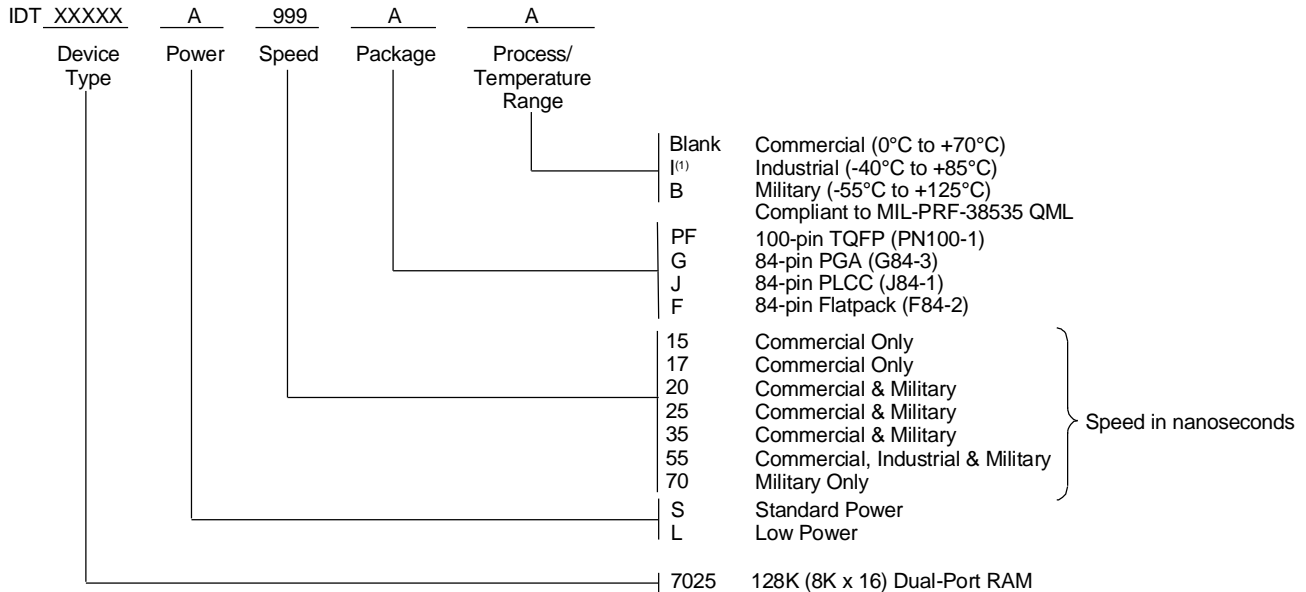 IDT XXXXX A 999 A A
Device Type Power Speed Package Process/ Temperature Range
Blank Commercial (0°C to +70°C)
I(1) Industrial (-40°C to +85°C)
B Military (-55°C to +125°C)
Compliant to MIL-PRF-38535 QML
PF 100-pin TQFP (PN100-1)
G 84-pin PGA (G84-3)
J 84-pin PLCC (J84-1)
F 84-pin Flatpack (F84-2)
15 Commercial Only
17 Commercial Only
20 Commercial & Military
25 Commercial & Military
35 Commercial & Military
55 Commercial, Industrial & Military
70 Military Only
Speed in nanoseconds
S Standard Power
L Low Power
7025 128K (8K x 16) Dual-Port RAM